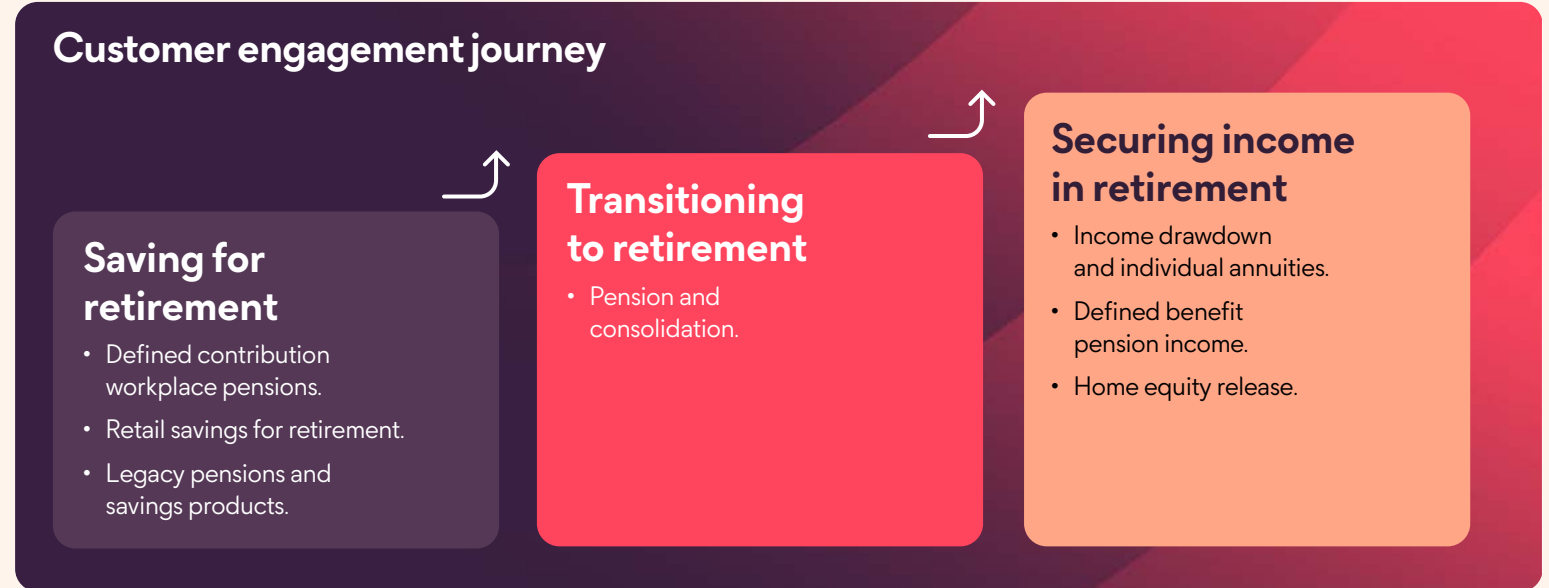 Customer engagement journey
Saving for
retirement
• Defined contribution
workplace pensions.
• Retail savings for retirement.
• Legacy pensions and
savings products.
Transitioning
to retirement
• Pension and
consolidation.
Securing income
in retirement
• Income drawdown
and individual annuities.
• Defined benefit
pension income.
• Home equity release.